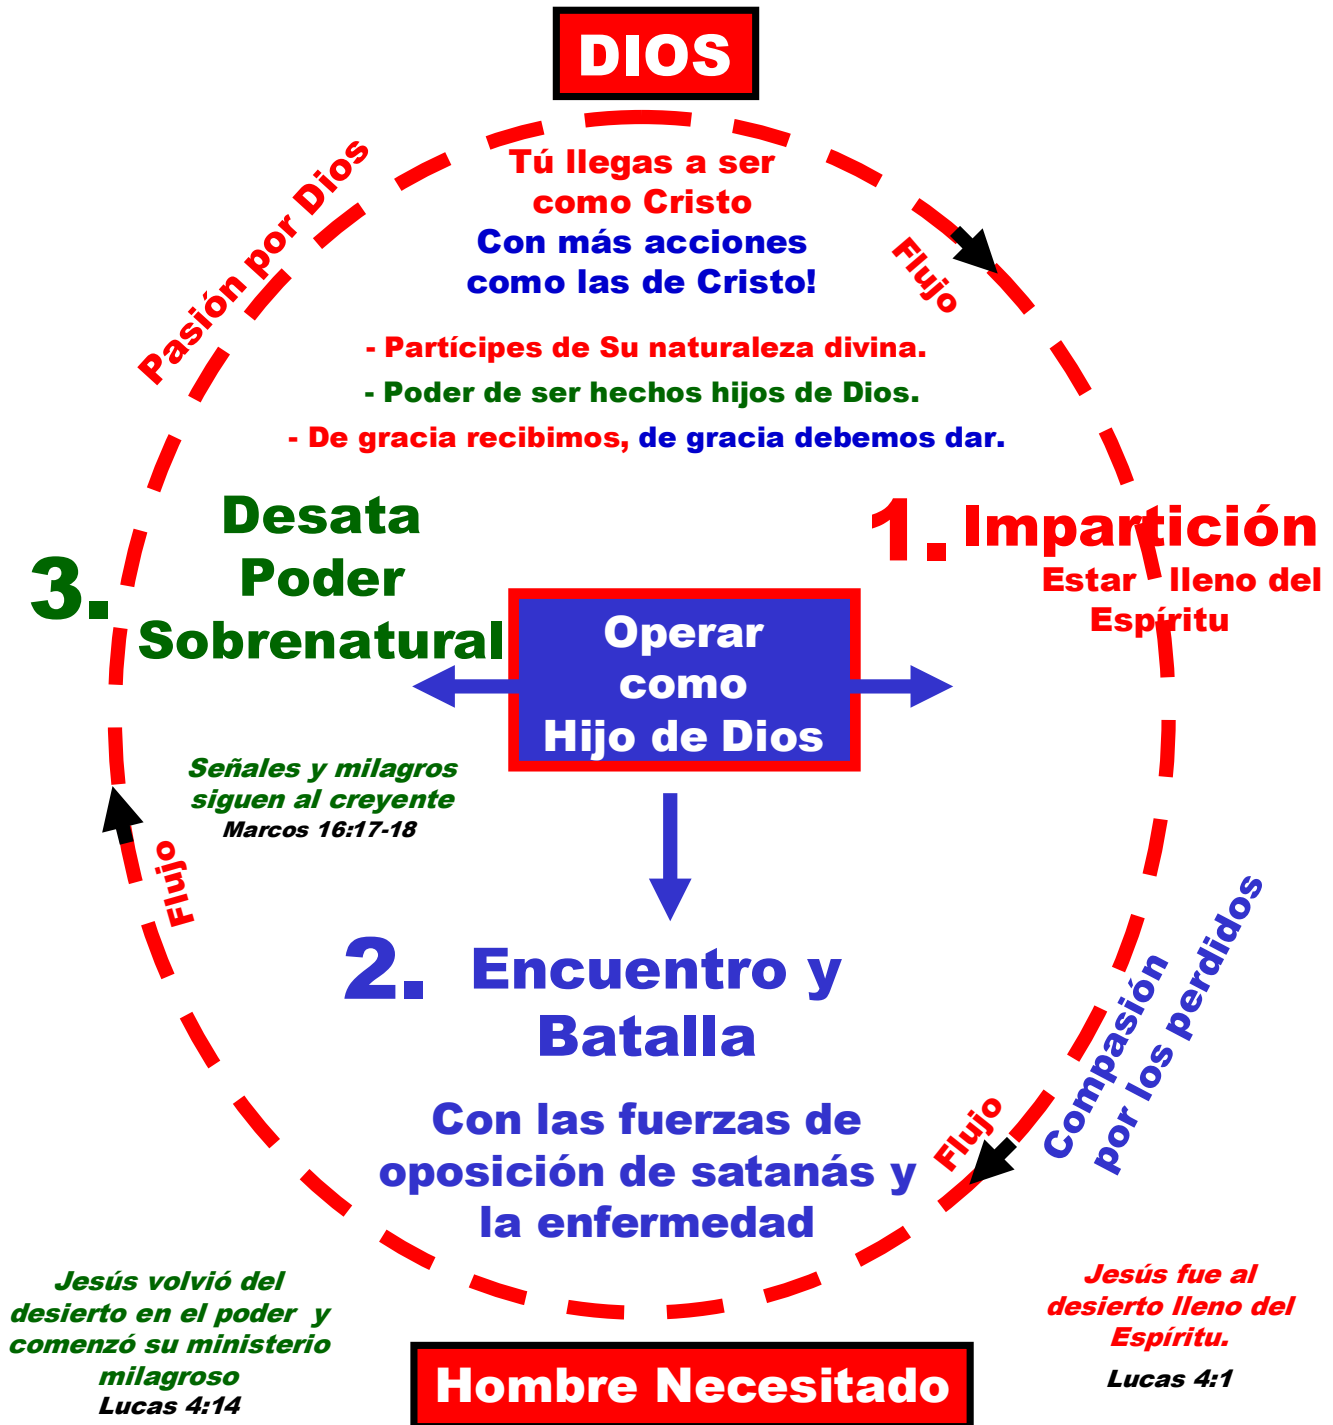 DIOS
Tú llegas a ser
como Cristo
Con más acciones
como las de Cristo!
Pasión por Dios
Flujo
- Partícipes de Su naturaleza divina.
- Poder de ser hechos hijos de Dios.
- De gracia recibimos, de gracia debemos dar.
1. Impartición
Estar lleno del
Espíritu
3. Desata
Poder
Sobrenatural
Operar
como
Hijo de Dios
Señales y milagros
siguen al creyente
Marcos 16:17-18
Flujo
2. Encuentro y
Batalla
Con las fuerzas de
oposición de satanás y
la enfermedad
Compasión
por los perdidos
Flujo
Jesús volvió del
desierto en el poder y
comenzó su ministerio
milagroso
Lucas 4:14
Jesús fue al
desierto lleno del
Espíritu.
Lucas 4:1
Hombre Necesitado